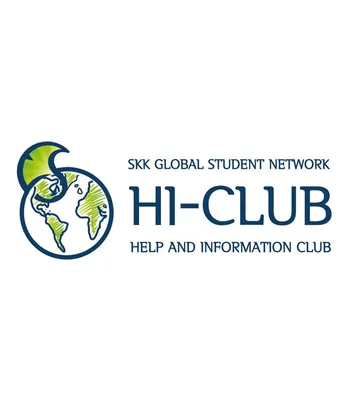 SKK GLOBAL STUDENT NETWORK
HI-CLUB
HELP AND INFORMATION CLUB